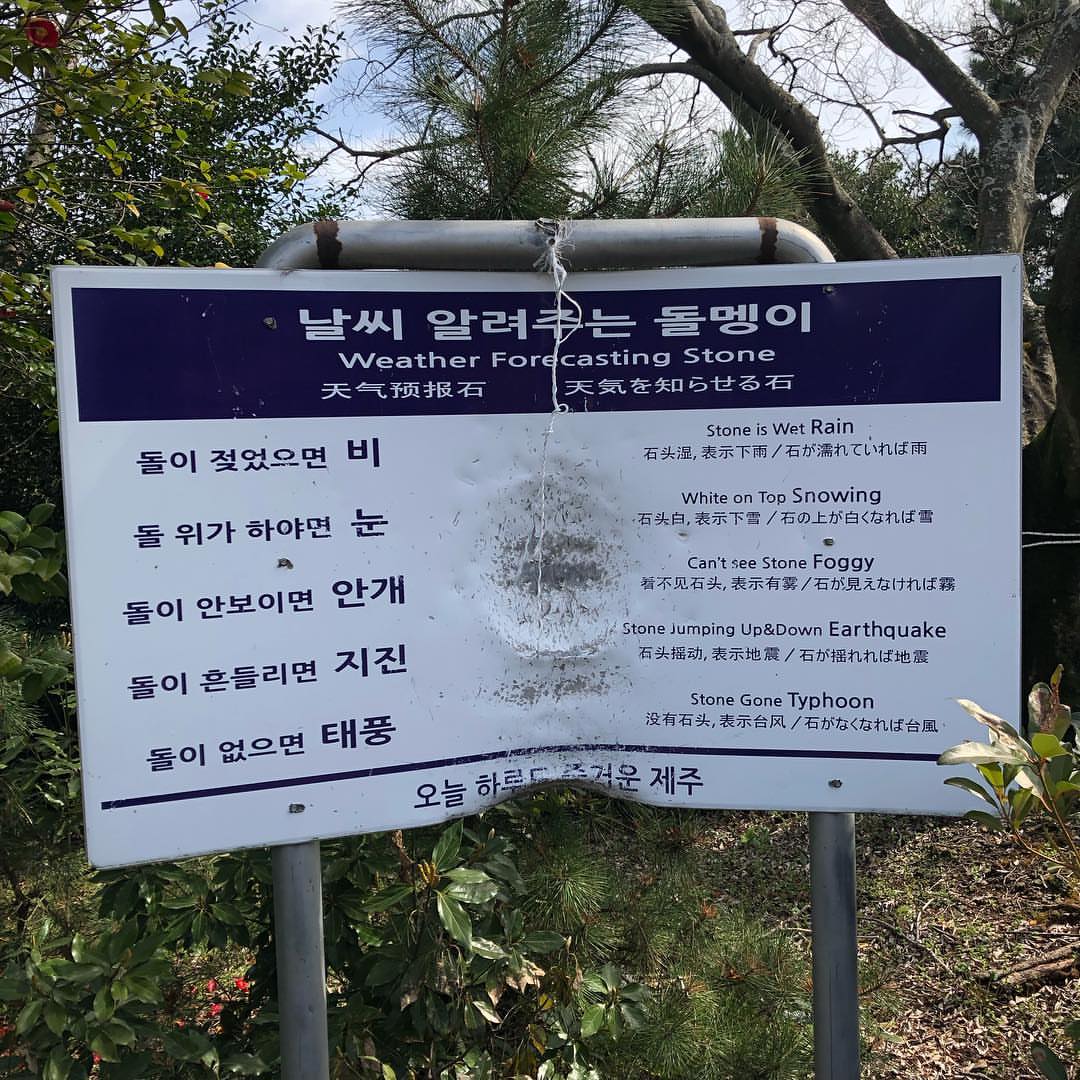 날씨 알려주는 돌멩이
Weather Forecasting Stone
天气预报石 天気を知らせる石
돌이 젖었으면 비
돌 위가 하야면 눈
돌이 안보이면 안개
돌이 흔들리면 지진
돌이 없으면 태풍
Stone is Wet Rain
石头湿, 表示下雨 / 石が濡れていれば雨
White on Top Snowing
石头白, 表示下雪 / 石の上が白くなれば雪
Can't see Stone Foggy
看不见石头, 表示有雾 / 石が見えなければ霧
Stone Jumping Up&Down Earthquake
石头摇动, 表示地震 / 石が揺れれば地震
Stone Gone Typhoon
没有石头, 表示台风 / 石がなくなれば台風
오늘 하루도 즐거운 제주